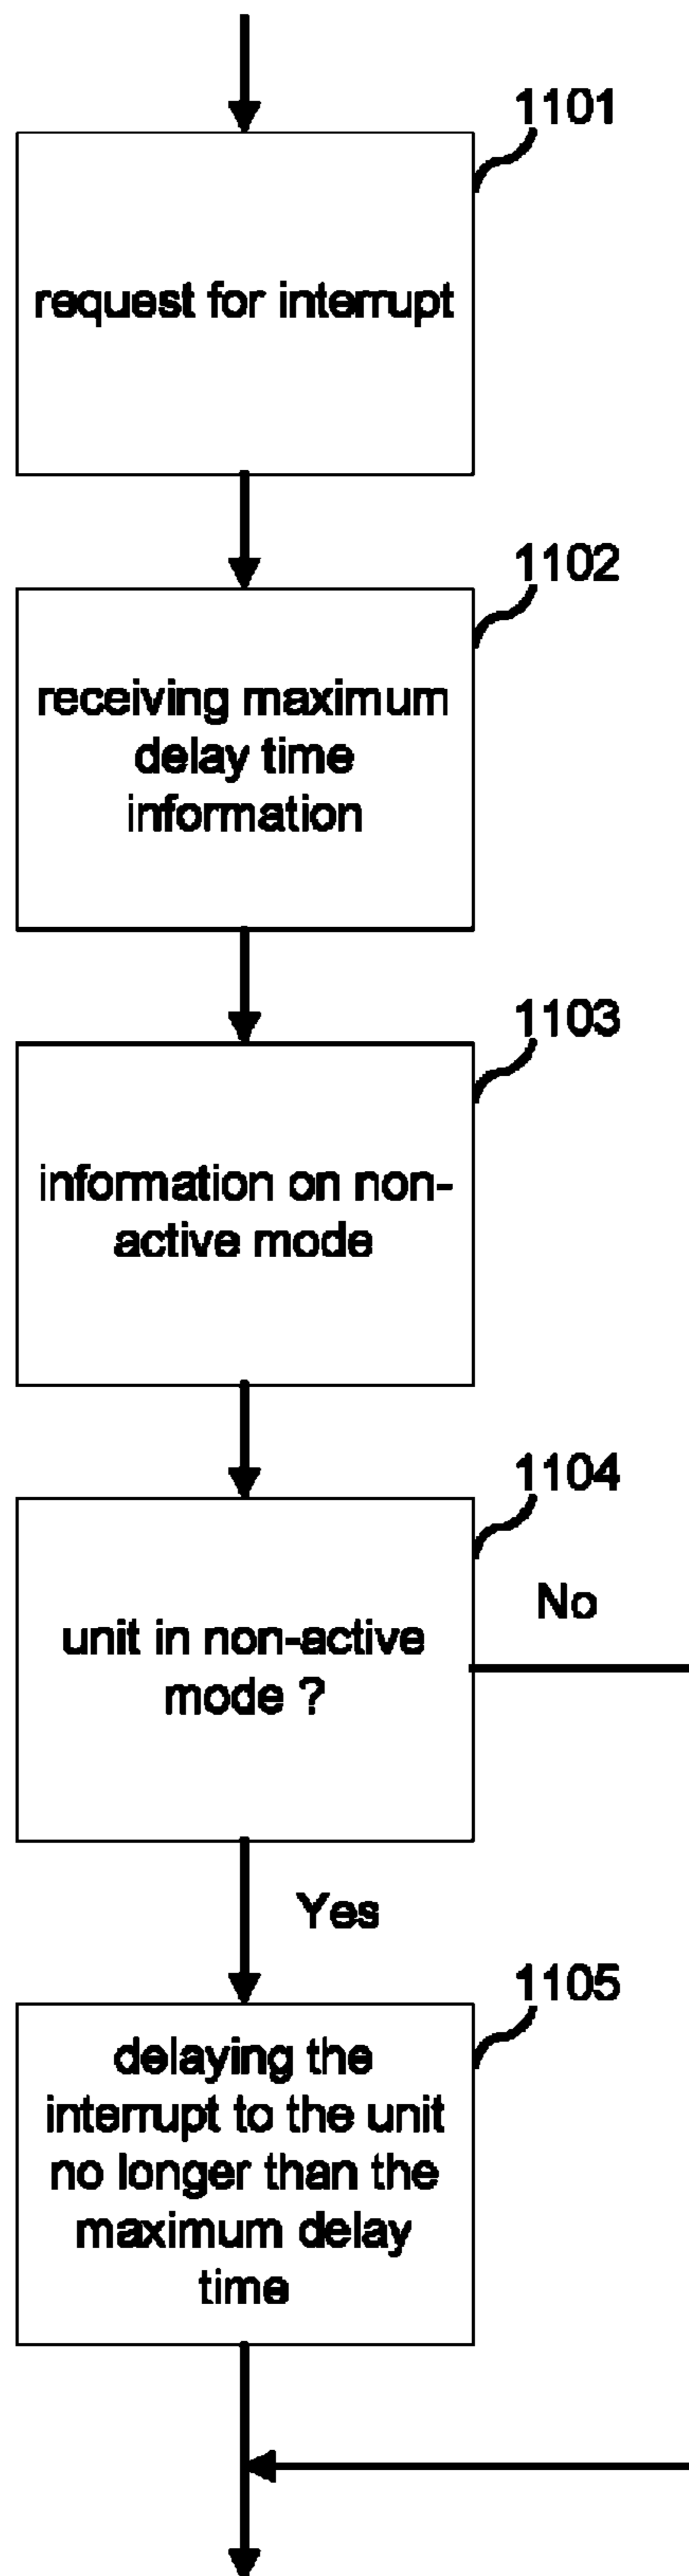 1101
request for interrupt
1102
receiving maximum
delay time
information
1103
information on non-
active mode
1104
unit in non-active
mode ?
No
Yes
1105
delaying the
interrupt to the unit
no longer than the
maximum delay
time